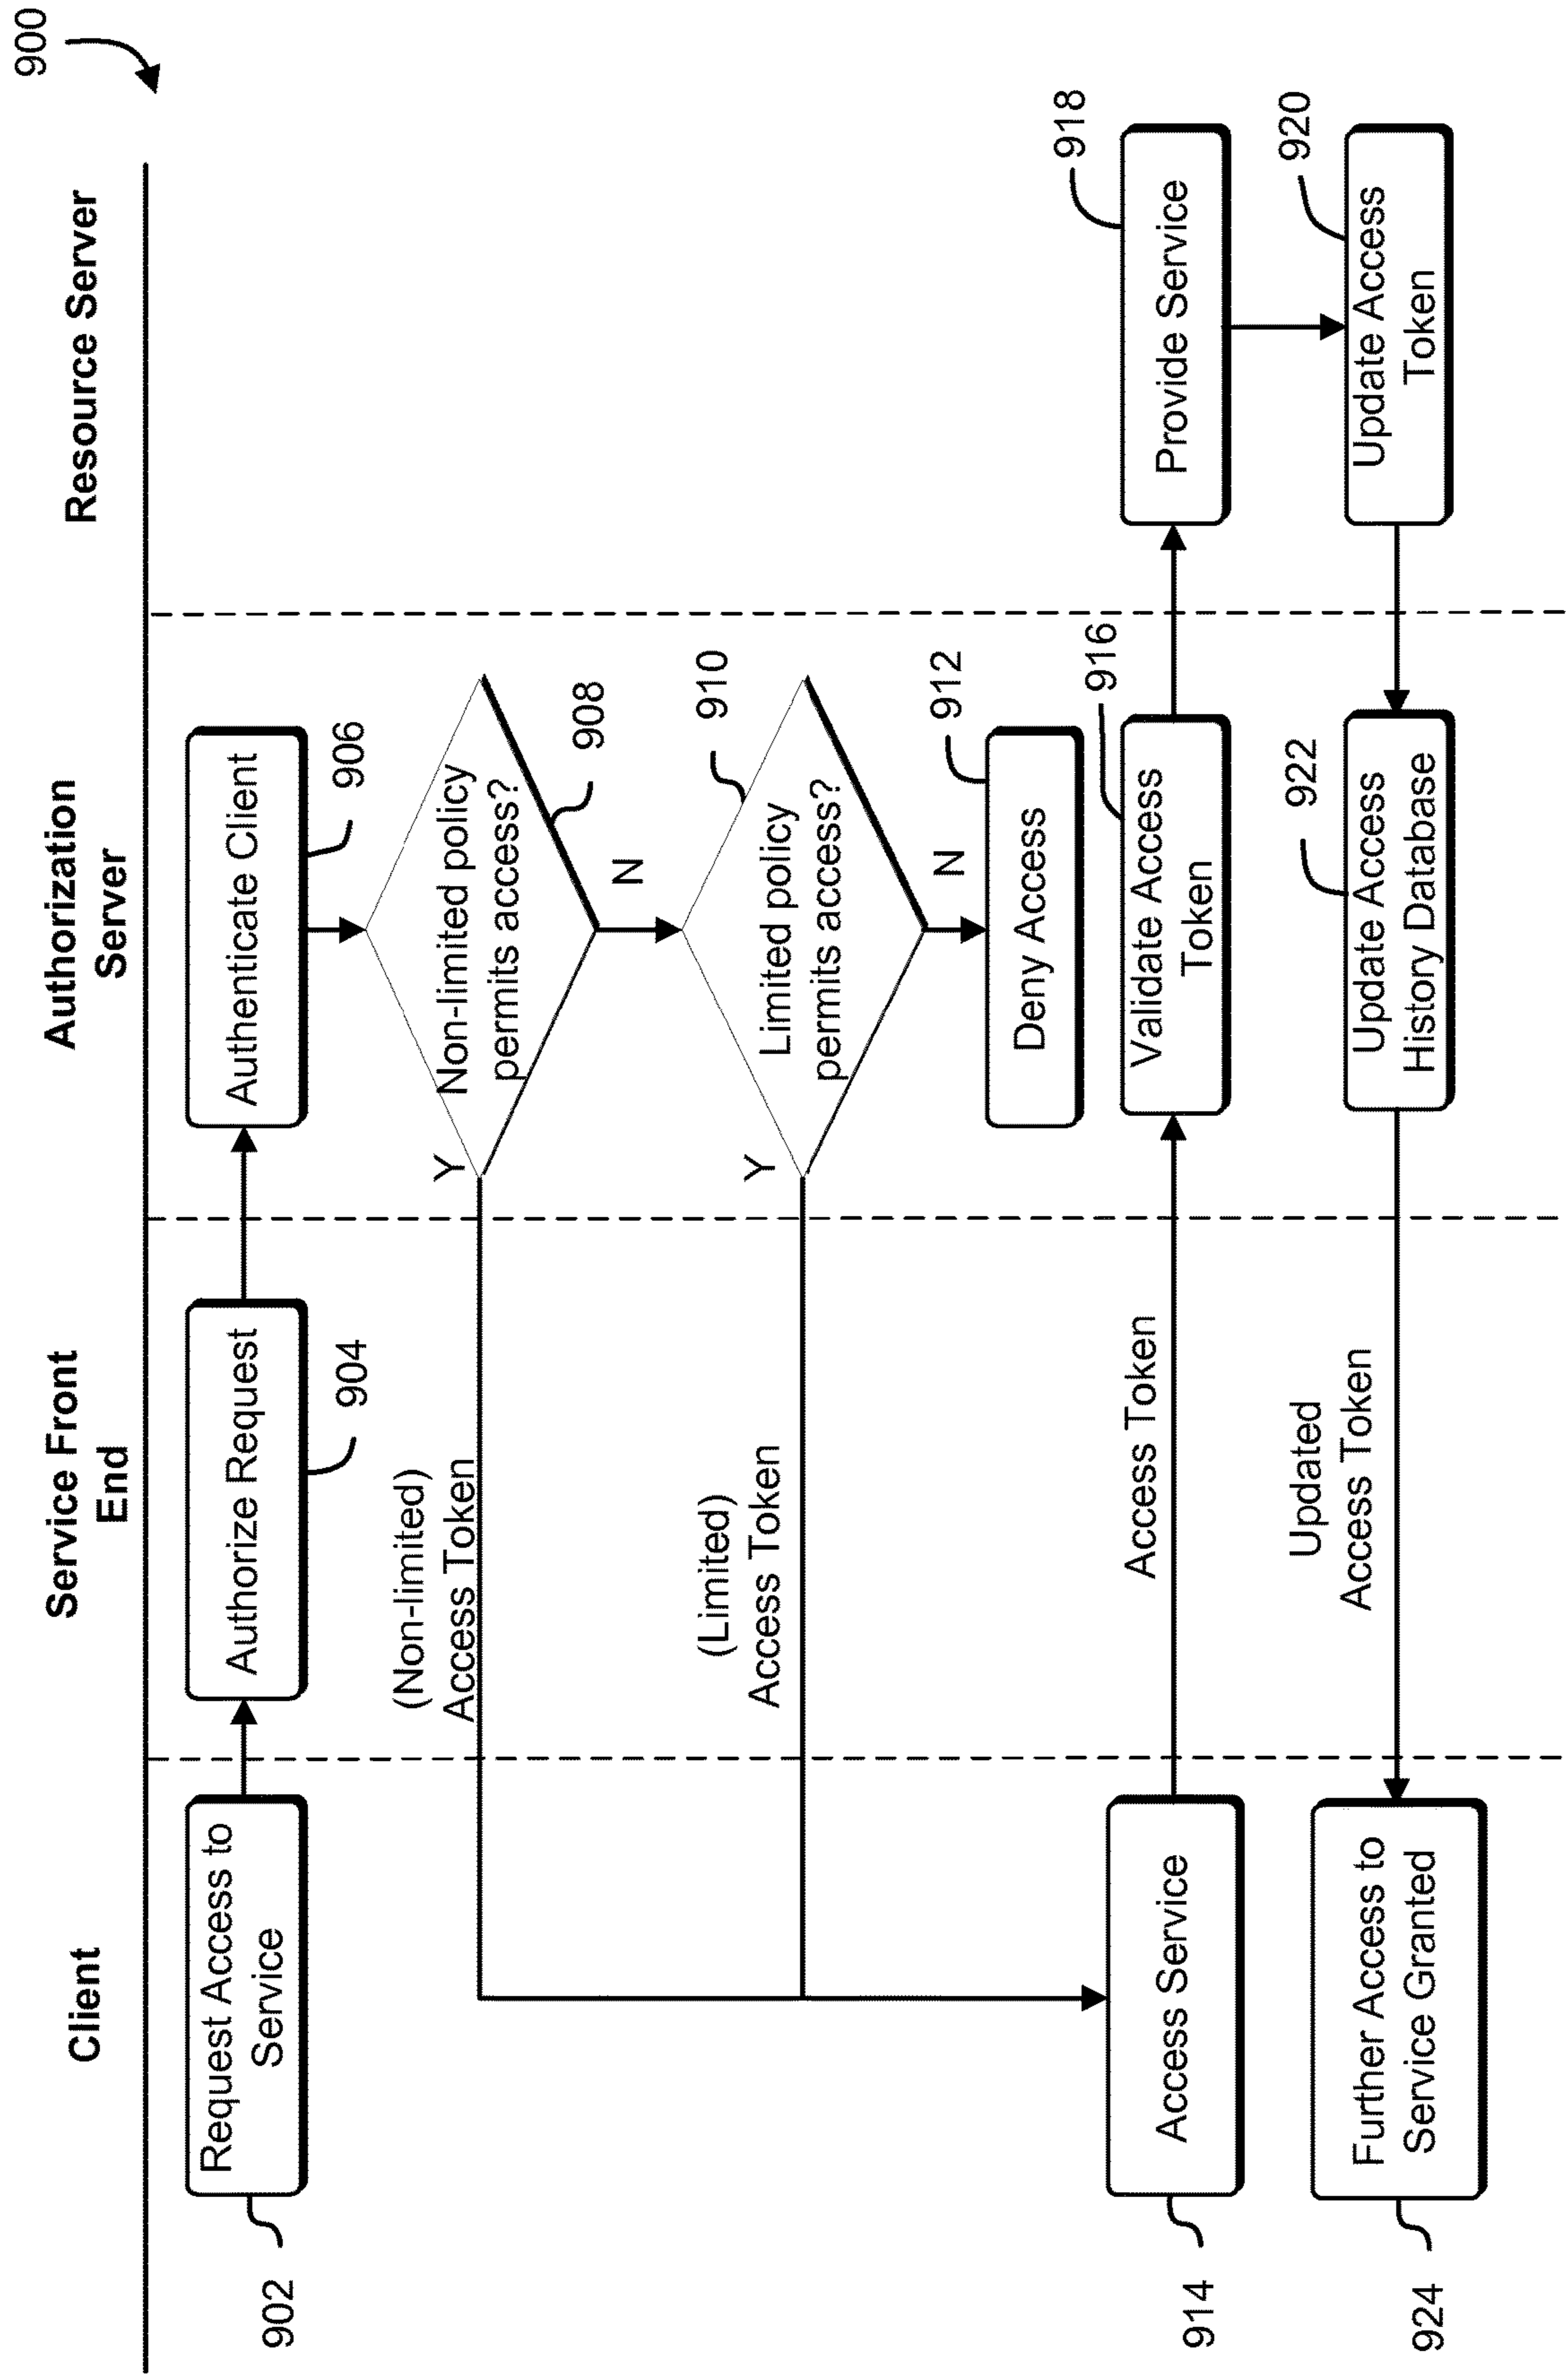 900
Client
Service Front
End
Authorization
Server
Resource Server
Request Access to
Service
902
Authorize Request
904
Authenticate Client
906
Non-limited policy
permits access?
908
Y
N
(Non-limited)
Access Token
Limited policy
permits access?
910
Y
N
(Limited)
Access Token
Deny Access
912
Access Service
914
Access Token
Validate Access
Token
916
Provide Service
918
Update Access
Token
920
Update Access
History Database
922
Updated
Access Token
Further Access to
Service Granted
924